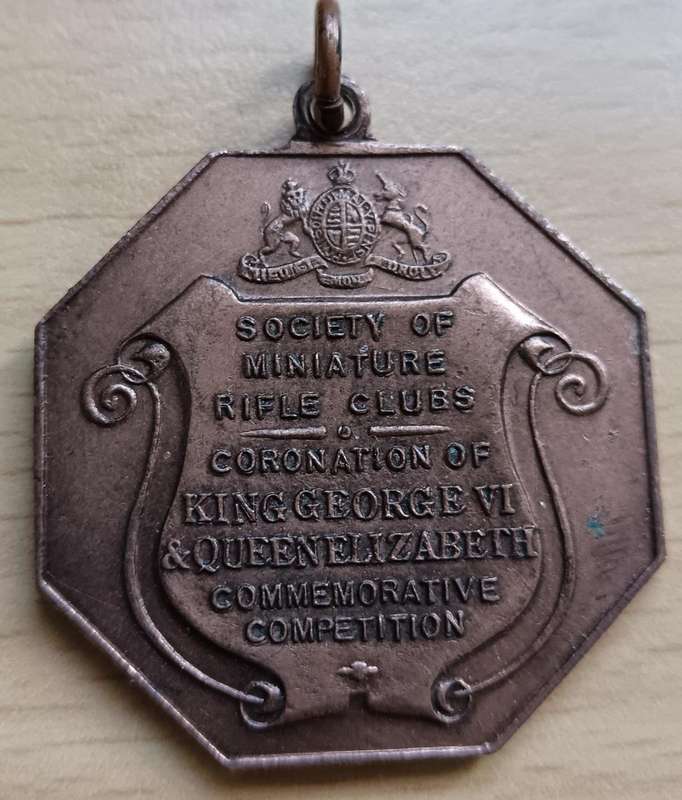 SOCIETY OF
MINIATURE
RIFLE CLUBS
CORONATION OF
KING GEORGE VI
& QUEEN ELIZABETH
COMMEMORATIVE
COMPETITION